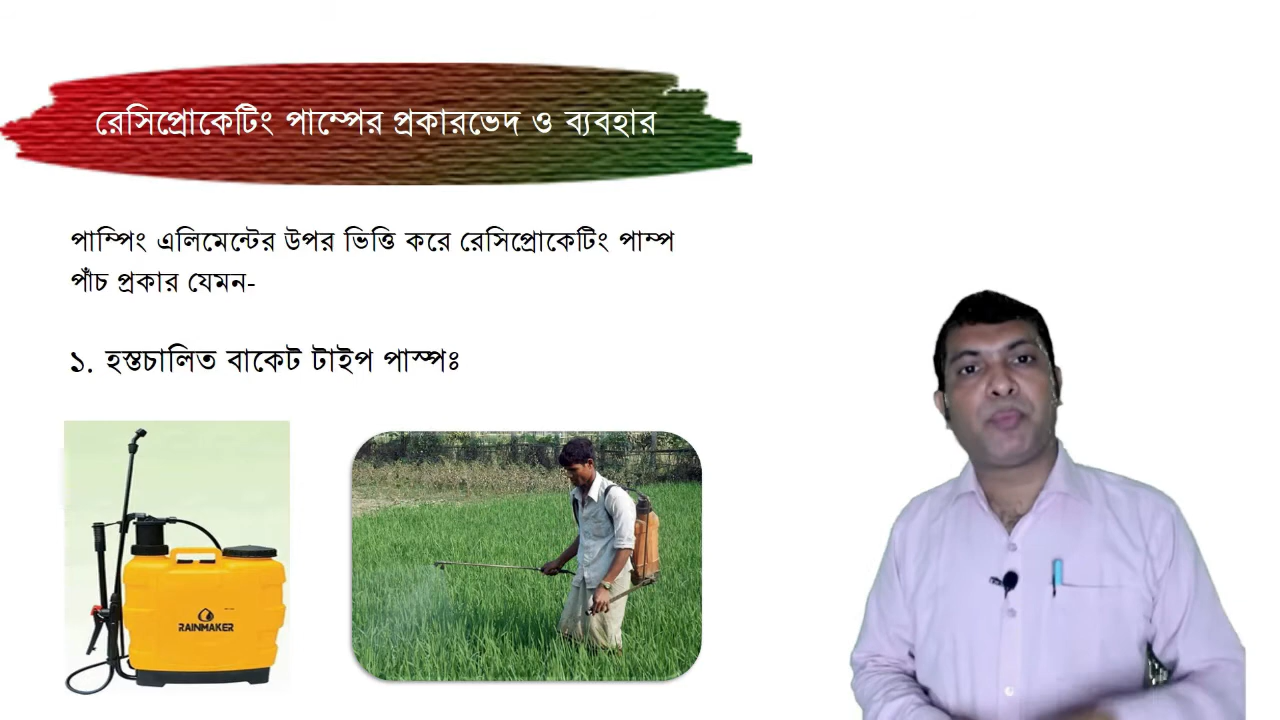 রেসিপ্রোকেটিং পাম্পের প্রকারভেদ ও ব্যবহার
পাম্পিং এলিমেন্টের উপর ভিত্তি করে রেসিপ্রোকেটিং পাম্প
পাঁচ প্রকার যেমন-
১. হস্তচালিত বাকেট টাইপ পাস্পঃ
RAINMAKER